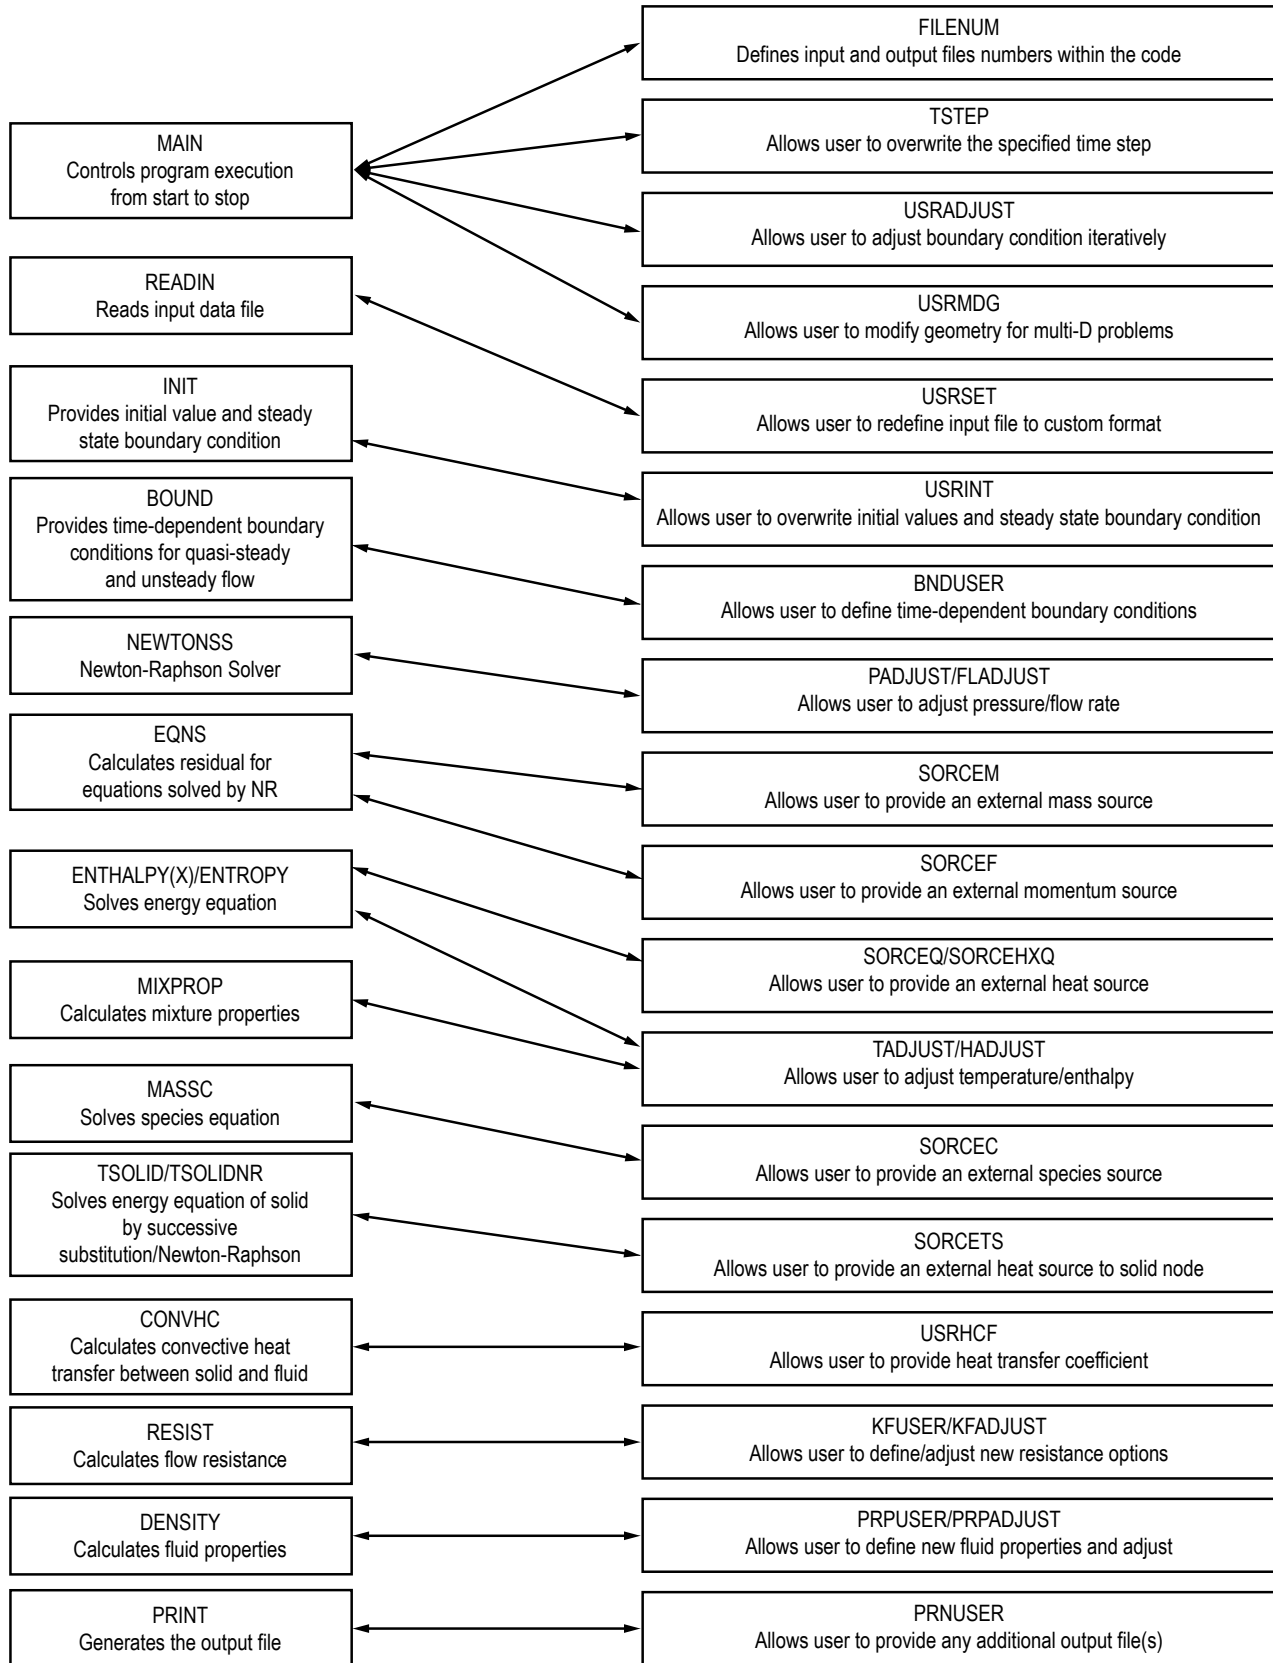 MAIN
Controls program execution
from start to stop
READIN
Reads input data file
INIT
Provides initial value and steady
state boundary condition
BOUND
Provides time-dependent boundary
conditions for quasi-steady
and unsteady flow
NEWTONSS
Newton-Raphson Solver
EQNS
Calculates residual for
equations solved by NR
ENTHALPY(X)/ENTROPY
Solves energy equation
MIXPROP
Calculates mixture properties
MASSC
Solves species equation
TSOLID/TSOLIDNR
Solves energy equation of solid
by successive
substitution/Newton-Raphson
CONVHC
Calculates convective heat
transfer between solid and fluid
RESIST
Calculates flow resistance
DENSITY
Calculates fluid properties
PRINT
Generates the output file
FILENUM
Defines input and output files numbers within the code
TSTEP
Allows user to overwrite the specified time step
USRADJUST
Allows user to adjust boundary condition iteratively
USRMDG
Allows user to modify geometry for multi-D problems
USRSET
Allows user to redefine input file to custom format
USRINT
Allows user to overwrite initial values and steady state boundary condition
BNDUSER
Allows user to define time-dependent boundary conditions
PADJUST/FLADJUST
Allows user to adjust pressure/flow rate
SORCEM
Allows user to provide an external mass source
SORCEF
Allows user to provide an external momentum source
SORCEQ/SORCEHXQ
Allows user to provide an external heat source
TADJUST/HADJUST
Allows user to adjust temperature/enthalpy
SORCEC
Allows user to provide an external species source
SORCETS
Allows user to provide an external heat source to solid node
USRHCF
Allows user to provide heat transfer coefficient
KFUSER/KFADJUST
Allows user to define/adjust new resistance options
PRPUSER/PRPADJUST
Allows user to define new fluid properties and adjust
PRNUSER
Allows user to provide any additional output file(s)